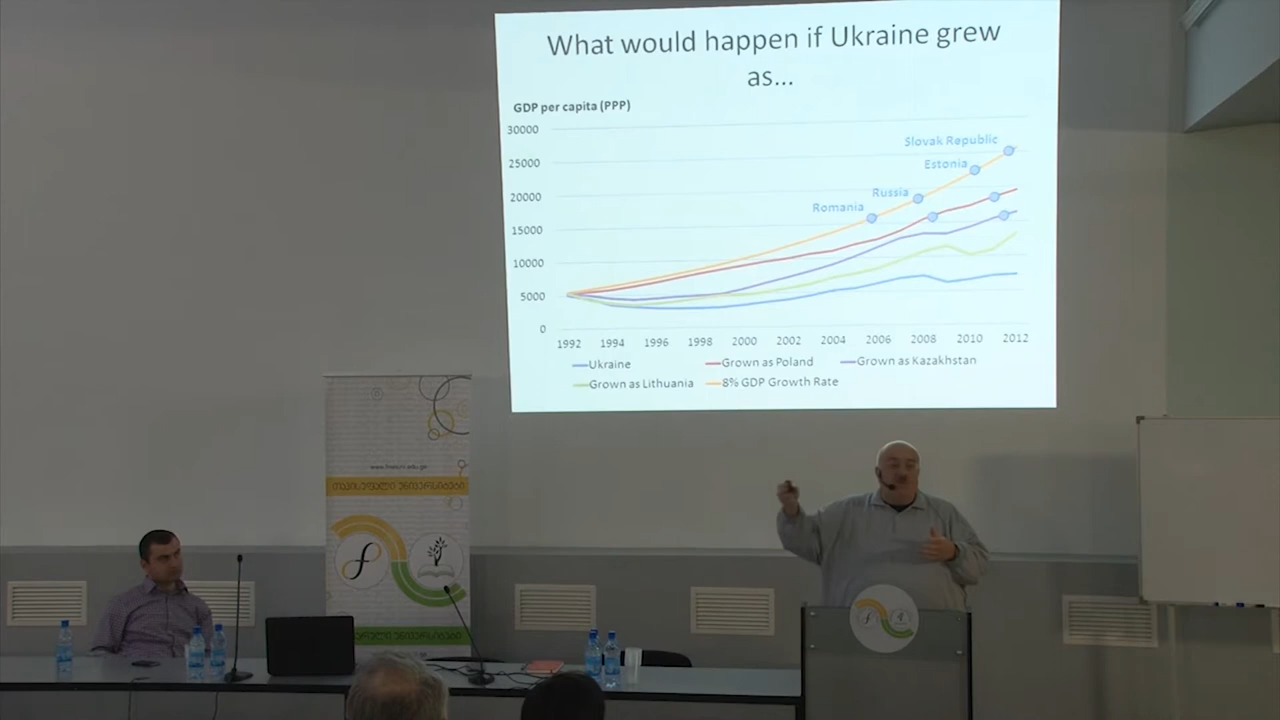 What would happen if Ukraine grew
as...
GDP per capita (PPP)
30000
25000
20000
15000
10000
5000
0
Slovak Republic
Estonia
Russia
Romania
1992 1994 1996 1998 2000 2002 2004 2006 2008 2010 2012
Ukraine Grown as Poland Grown as Kazakhstan
Grown as Lithuania 8% GDP Growth Rate
თავისუფალი უნივერსიტეტი